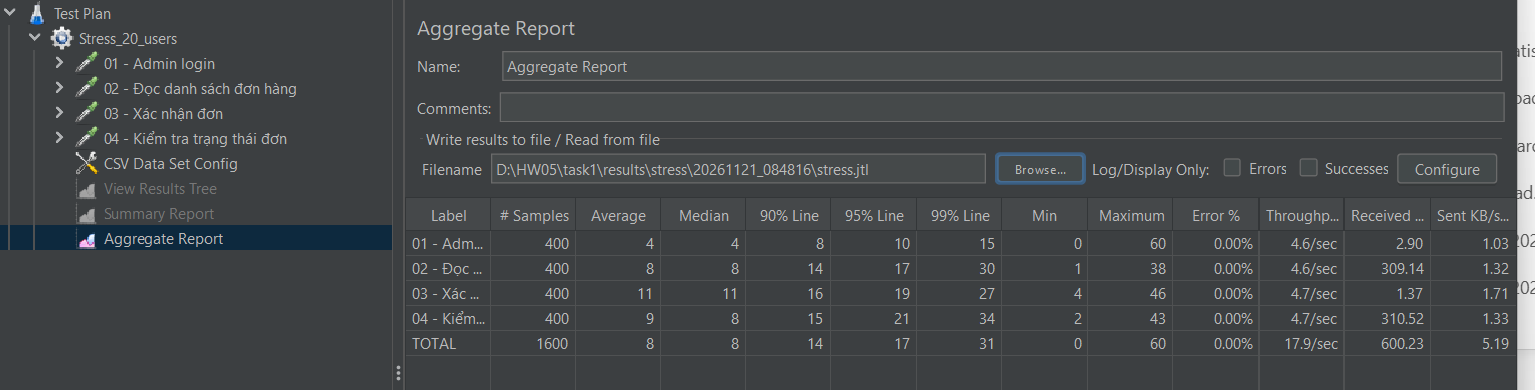 Test Plan
Stress_20_users
01 - Admin login
02 - Đọc danh sách đơn hàng
03 - Xác nhận đơn
04 - Kiểm tra trạng thái đơn
CSV Data Set Config
View Results Tree
Summary Report
Aggregate Report
Aggregate Report
Name: Aggregate Report
Comments:
Write results to file / Read from file
Filename D:\HW05\task1\results\stress\20261121_084816\stress.jtl Browse... Log/Display Only: Errors Successes Configure
Label # Samples Average Median 90% Line 95% Line 99% Line Min Maximum Error % Throughp... Received ... Sent KB/s...
01 - Adm... 400 4 4 8 10 15 0 60 0.00% 4.6/sec 2.90 1.03
02 - Đọc ... 400 8 8 14 17 30 1 38 0.00% 4.6/sec 309.14 1.32
03 - Xác ... 400 11 11 16 19 27 4 46 0.00% 4.7/sec 1.37 1.71
04 - Kiểm... 400 9 8 15 21 34 2 43 0.00% 4.7/sec 310.52 1.33
TOTAL 1600 8 8 14 17 31 0 60 0.00% 17.9/sec 600.23 5.19